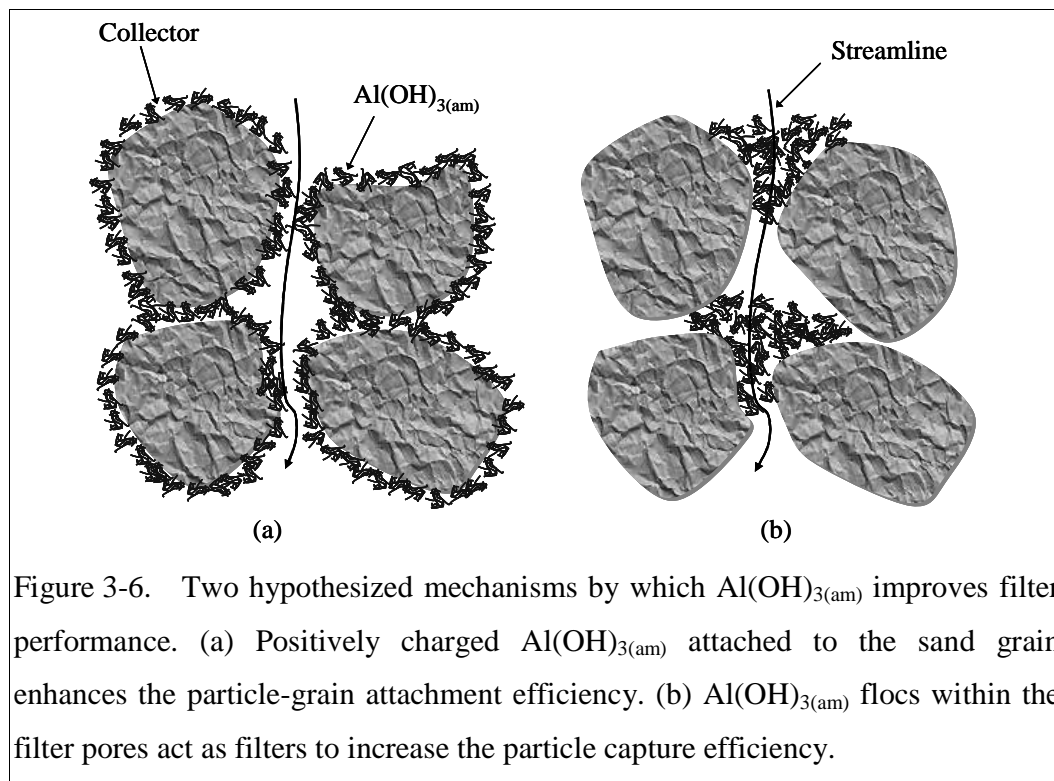 Collector
Streamline
Al(OH)3(am)
(a)
(b)
Figure 3-6. Two hypothesized mechanisms by which Al(OH)3(am) improves filter
performance. (a) Positively charged Al(OH)3(am) attached to the sand grain
enhances the particle-grain attachment efficiency. (b) Al(OH)3(am) flocs within the
filter pores act as filters to increase the particle capture efficiency.